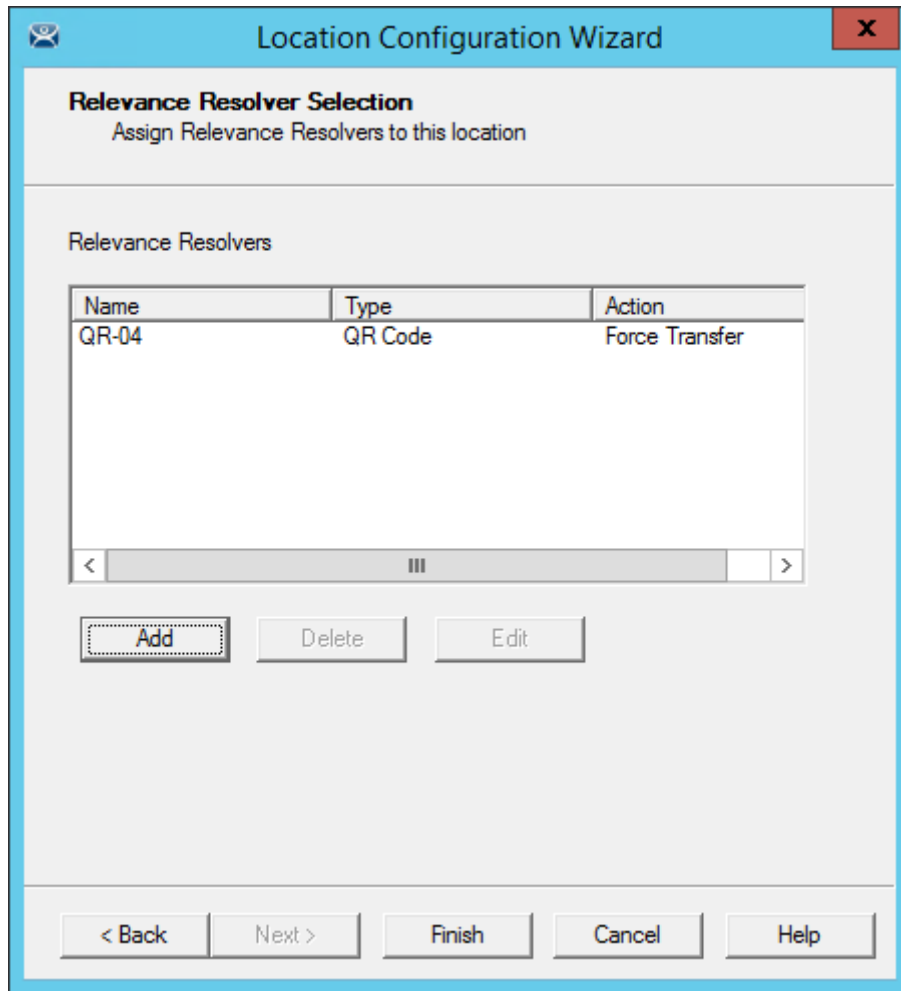 Location Configuration Wizard
x
Relevance Resolver Selection
Assign Relevance Resolvers to this location
Relevance Resolvers
Name Type Action
QR-04 QR Code Force Transfer
Add Delete Edit
< Back Next > Finish Cancel Help